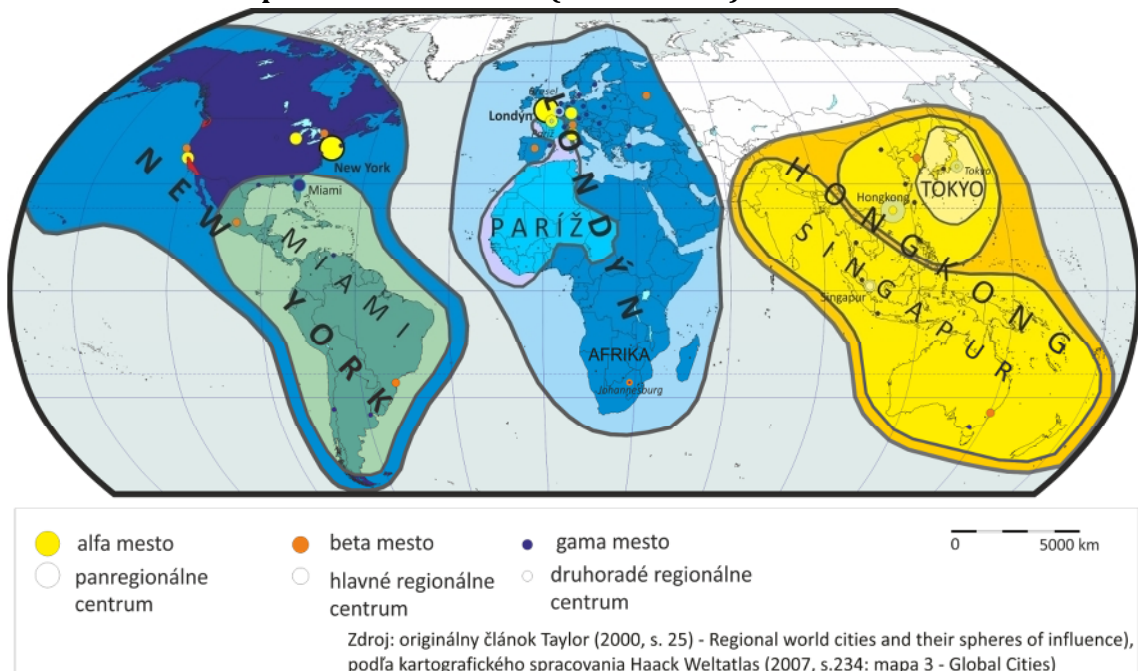 NEW YORK
MIAMI
New York
Miami
LONDÝN
Londýn
Brusel
PARÍŽ
AFRIKA
Johannesburg
HONGKONG
SINGAPUR
TOKYO
Tokyo
Hongkong
Singapur
alfa mesto
beta mesto
gama mesto
0 5000 km
panregionálne
centrum
hlavné regionálne
centrum
druhoradé regionálne
centrum
Zdroj: originálny článok Taylor (2000, s. 25) - Regional world cities and their spheres of influence),
podľa kartografického spracovania Haack Weltatlas (2007, s.234: mapa 3 - Global Cities)